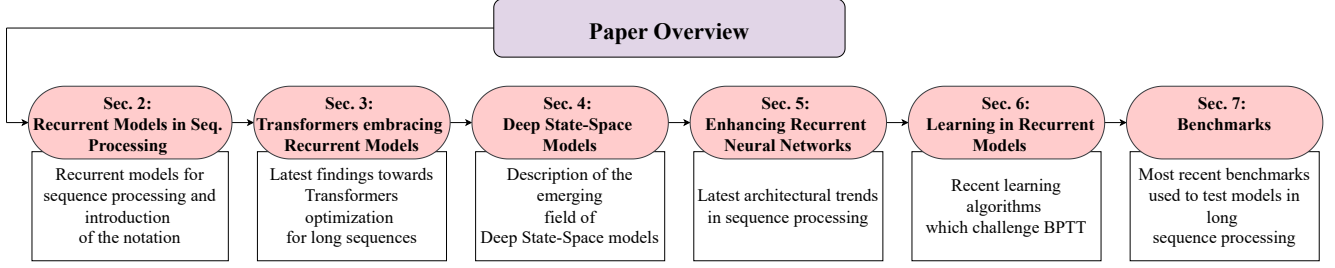 Paper Overview
Sec. 2:
Recurrent Models in Seq.
Processing
Recurrent models for
sequence processing and
introduction
of the notation
Sec. 3:
Transformers embracing
Recurrent Models
Latest findings towards
Transformers
optimization
for long sequences
Sec. 4:
Deep State-Space
Models
Description of the
emerging
field of
Deep State-Space models
Sec. 5:
Enhancing Recurrent
Neural Networks
Latest architectural trends
in sequence processing
Sec. 6:
Learning in Recurrent
Models
Recent learning
algorithms
which challenge BPTT
Sec. 7:
Benchmarks
Most recent benchmarks
used to test models in
long
sequence processing